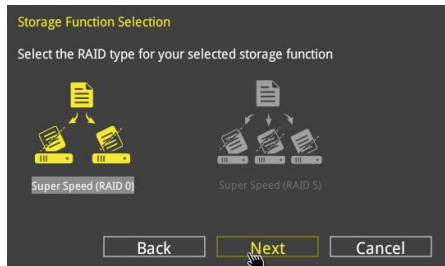 Storage Function Selection
Select the RAID type for your selected storage function
Super Speed (RAID 0)
Super Speed (RAID 5)
Back
Next
Cancel